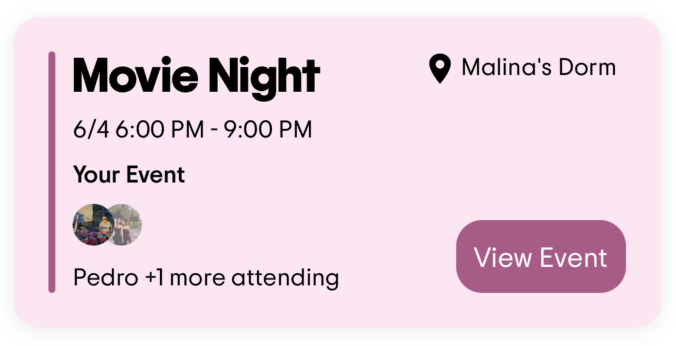 Movie Night
Malina's Dorm
6/4 6:00 PM - 9:00 PM
Your Event
Pedro +1 more attending
View Event